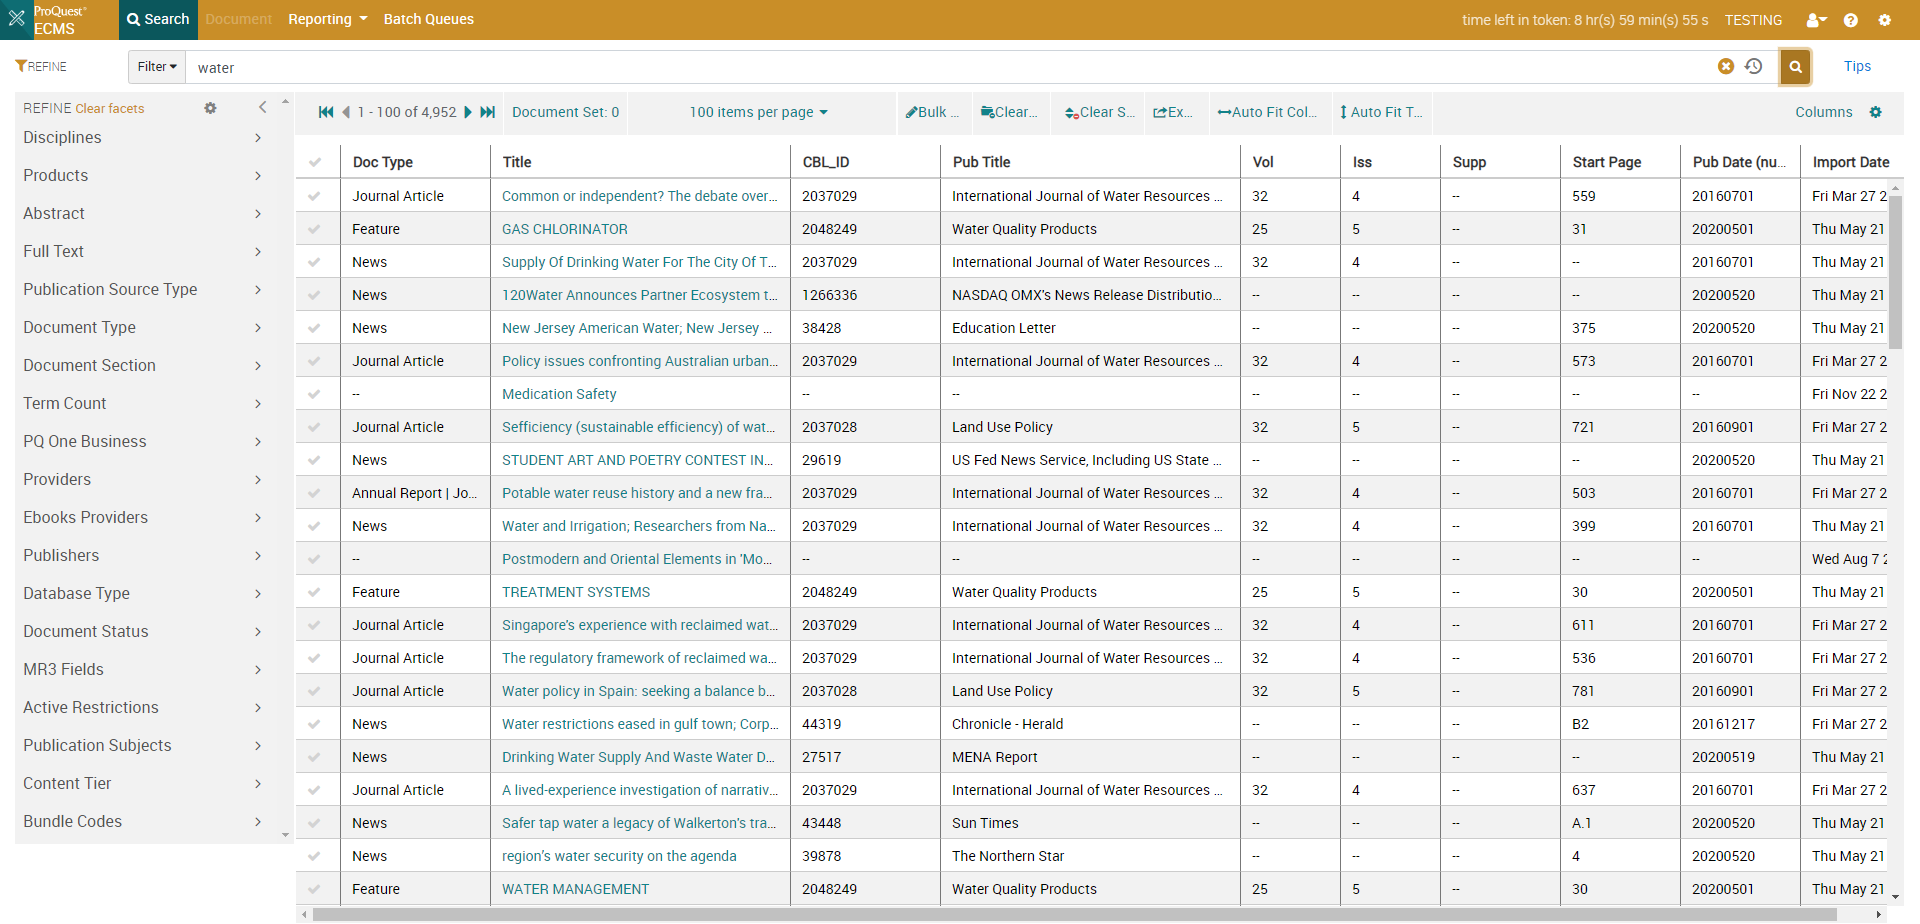 ProQuest®
ECMS
Search Document Reporting Batch Queues time left in token: 8 hr(s) 59 min(s) 55 s TESTING
REFINE Filter water Tips
REFINE Clear facets
Disciplines
Products
Abstract
Full Text
Publication Source Type
Document Type
Document Section
Term Count
PQ One Business
Providers
Ebooks Providers
Publishers
Database Type
Document Status
MR3 Fields
Active Restrictions
Publication Subjects
Content Tier
Bundle Codes
1 - 100 of 4,952 Document Set: 0 100 items per page Bulk ... Clear... Clear S... Ex... Auto Fit Col... Auto Fit T... Columns
Doc Type Title CBL_ID Pub Title Vol Iss Supp Start Page Pub Date (nu... Import Date
Journal Article Common or independent? The debate over... 2037029 International Journal of Water Resources ... 32 4 -- 559 20160701 Fri Mar 27 2
Feature GAS CHLORINATOR 2048249 Water Quality Products 25 5 -- 31 20200501 Thu May 21
News Supply Of Drinking Water For The City Of T... 2037029 International Journal of Water Resources ... 32 4 -- -- 20160701 Thu May 21
News 120Water Announces Partner Ecosystem t... 1266336 NASDAQ OMX's News Release Distributio... -- -- -- -- 20200520 Thu May 21
News New Jersey American Water; New Jersey ... 38428 Education Letter -- -- -- 375 20200520 Thu May 21
Journal Article Policy issues confronting Australian urban... 2037029 International Journal of Water Resources ... 32 4 -- 573 20160701 Fri Mar 27 2
-- Medication Safety -- -- -- -- -- -- -- Fri Nov 22 2
Journal Article Sefficiency (sustainable efficiency) of wat... 2037028 Land Use Policy 32 5 -- 721 20160901 Fri Mar 27 2
News STUDENT ART AND POETRY CONTEST IN... 29619 US Fed News Service, Including US State ... -- -- -- -- 20200520 Thu May 21
Annual Report | Jo... Potable water reuse history and a new fra... 2037029 International Journal of Water Resources ... 32 4 -- 503 20160701 Fri Mar 27 2
News Water and Irrigation; Researchers from Na... 2037029 International Journal of Water Resources ... 32 4 -- 399 20160701 Thu May 21
-- Postmodern and Oriental Elements in 'Mo... -- -- -- -- -- -- -- Wed Aug 7 2
Feature TREATMENT SYSTEMS 2048249 Water Quality Products 25 5 -- 30 20200501 Thu May 21
Journal Article Singapore's experience with reclaimed wat... 2037029 International Journal of Water Resources ... 32 4 -- 611 20160701 Fri Mar 27 2
Journal Article The regulatory framework of reclaimed wa... 2037029 International Journal of Water Resources ... 32 4 -- 536 20160701 Fri Mar 27 2
Journal Article Water policy in Spain: seeking a balance b... 2037028 Land Use Policy 32 5 -- 781 20160901 Fri Mar 27 2
News Water restrictions eased in gulf town; Corp... 44319 Chronicle - Herald -- -- -- B2 20161217 Fri Mar 27 2
News Drinking Water Supply And Waste Water D... 27517 MENA Report -- -- -- -- 20200519 Thu May 21
Journal Article A lived-experience investigation of narrativ... 2037029 International Journal of Water Resources ... 32 4 -- 637 20160701 Fri Mar 27 2
News Safer tap water a legacy of Walkerton's tra... 43448 Sun Times -- -- -- A.1 20200520 Thu May 21
News region's water security on the agenda 39878 The Northern Star -- -- -- 4 20200520 Thu May 21
Feature WATER MANAGEMENT 2048249 Water Quality Products 25 5 -- 30 20200501 Thu May 21